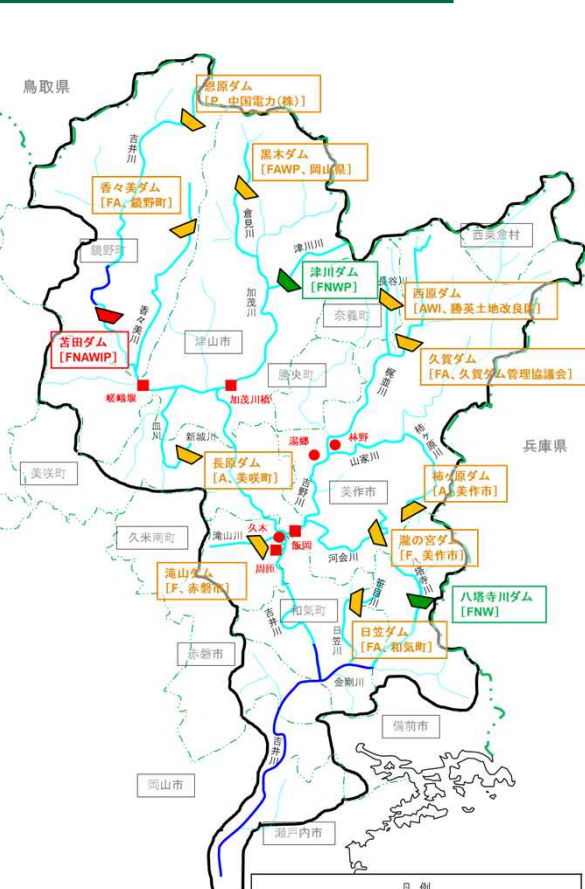 鳥取県
恩原ダム
[P、中国電力(株)]
吉井川
黒木ダム
[FAWP、岡山県]
香々美ダム
[FA、鏡野町]
倉見川
津川川
西粟倉村
鏡野町
津川ダム
[FNWP]
長谷川
西原ダム
[AWI、勝英土地改良区]
奈義町
加茂川
香々美川
苫田ダム
[FNAWIP]
津山市
久賀ダム
[FA、久賀ダム管理協議会]
勝央町
梶並川
嵯峨堰
加茂川橋
皿川
新城川
湯郷
林野
柿ヶ原川
兵庫県
山家川
長原ダム
[A、美咲町]
美咲町
吉野川
美作市
柿ヶ原ダム
[A、美作市]
久米南町
滝山川
久木
飯岡
周匝
河会川
瀧の宮ダム
[F、美作市]
滝山ダム
[F、赤磐市]
笹目川
塔寺川
八塔寺川ダム
[FNW]
和気町
吉井川
日笠川
日笠ダム
[FA、和気町]
赤磐市
金剛川
備前市
吉井川
岡山市
瀬戸内市
凡 例